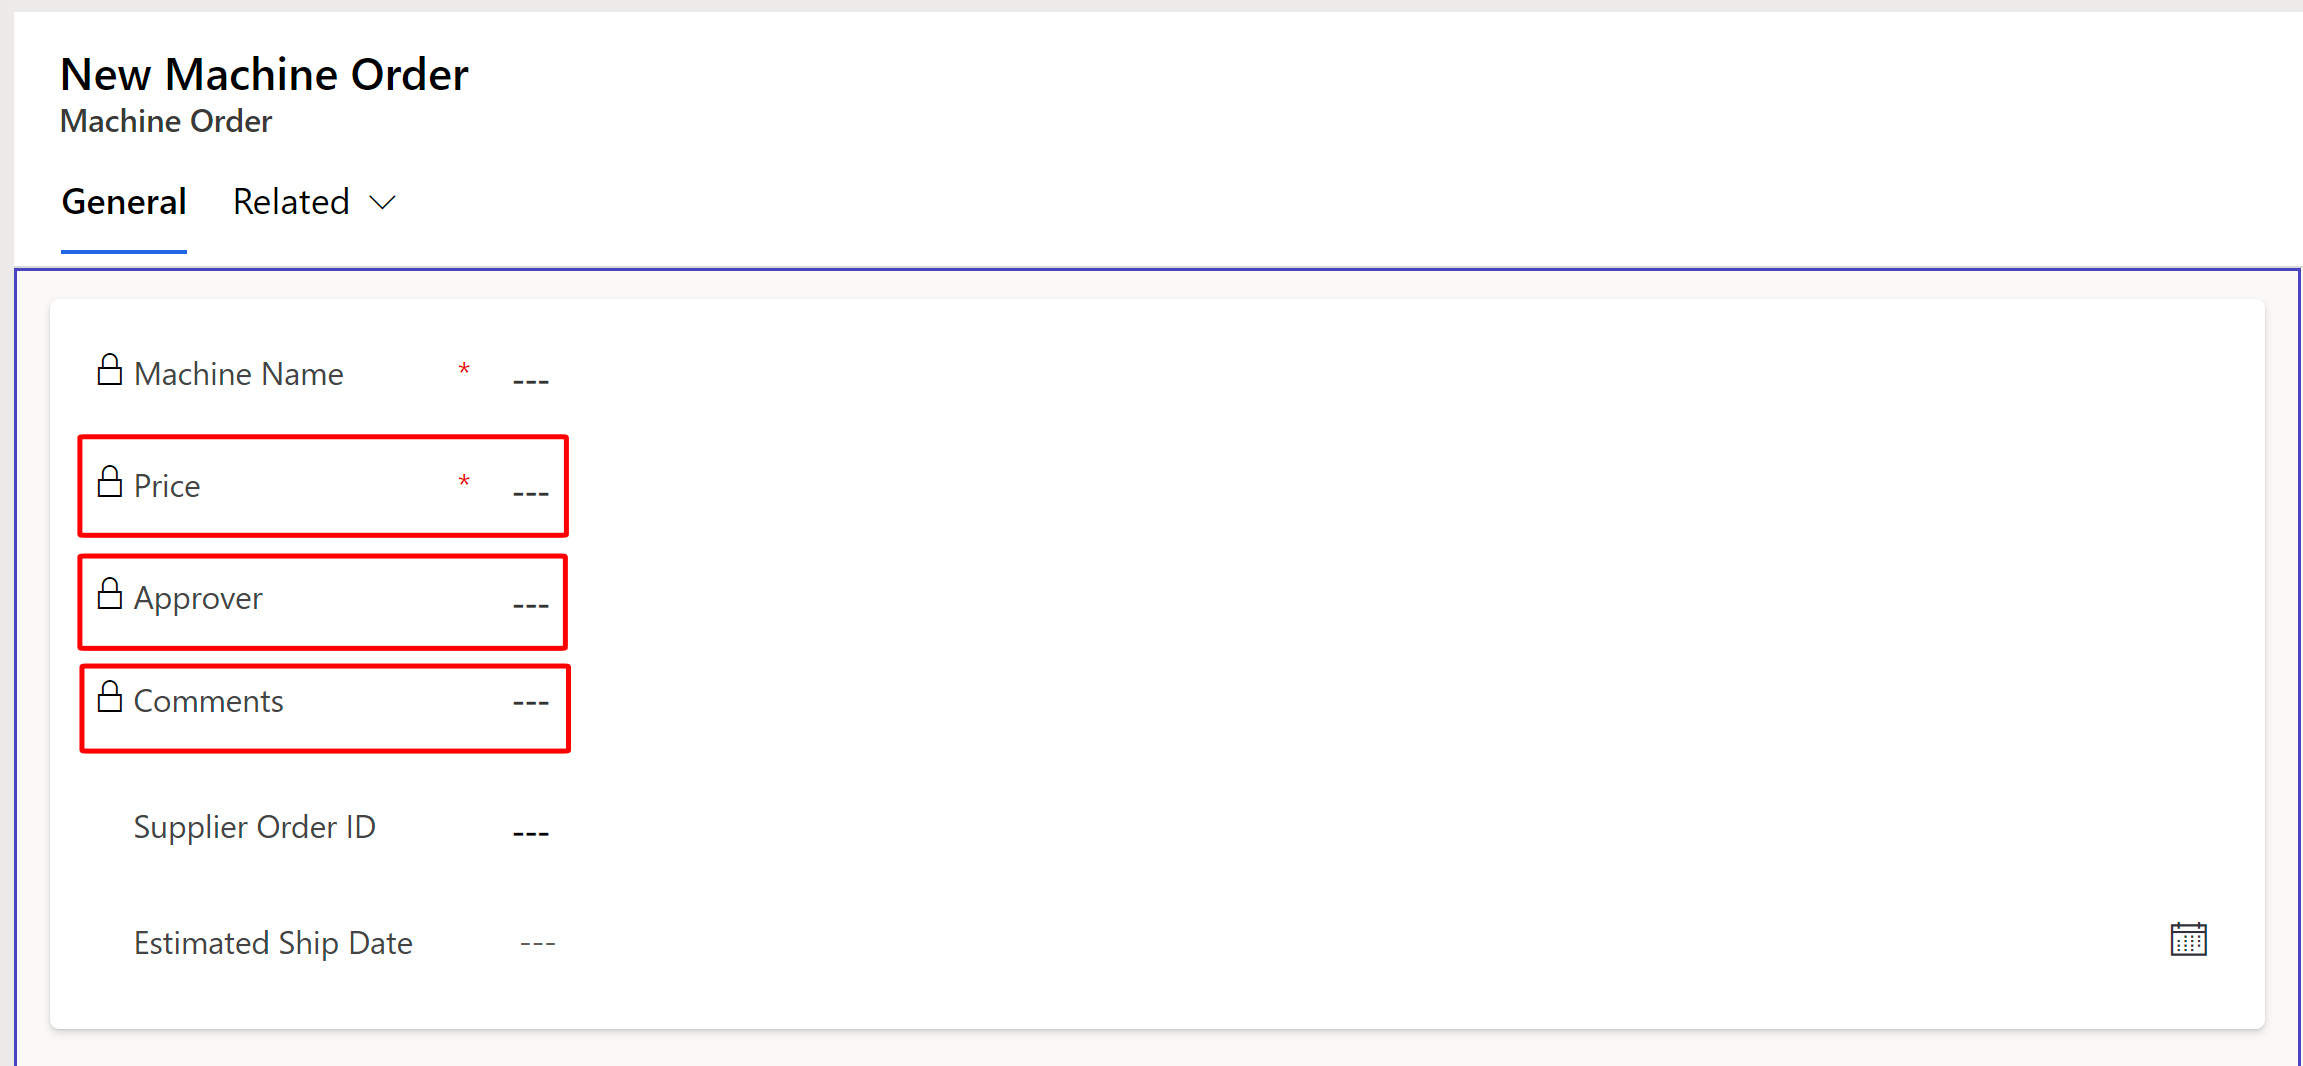 New Machine Order
Machine Order
General Related
Machine Name * ---
Price * ---
Approver ---
Comments ---
Supplier Order ID ---
Estimated Ship Date ---